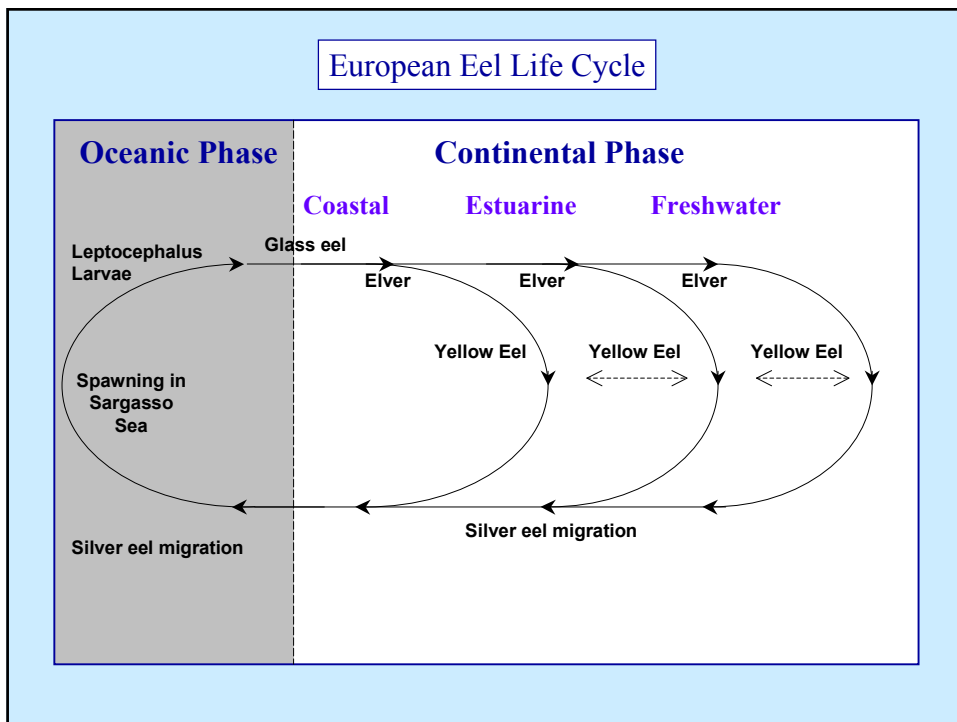 European Eel Life Cycle
Oceanic Phase
Continental Phase
Coastal
Estuarine
Freshwater
Leptocephalus
Larvae
Glass eel
Elver
Elver
Elver
Yellow Eel
Yellow Eel
Yellow Eel
Spawning in
Sargasso
Sea
Silver eel migration
Silver eel migration